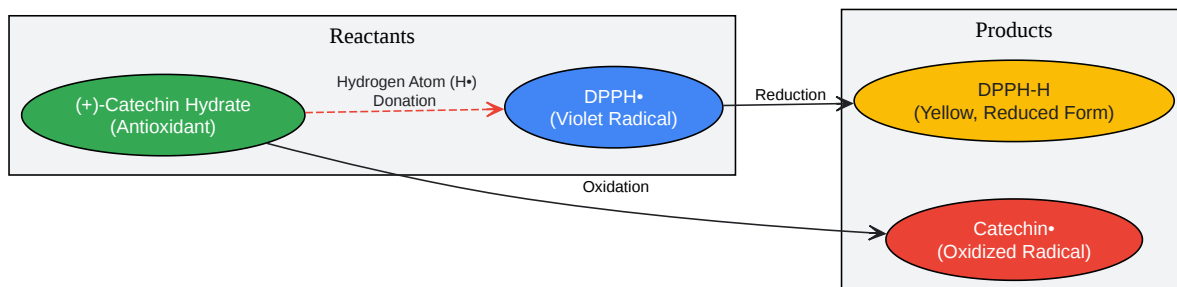 Reactants
Products
(+)-Catechin Hydrate
(Antioxidant)
Hydrogen Atom (H•)
Donation
DPPH•
(Violet Radical)
Reduction
DPPH-H
(Yellow, Reduced Form)
Oxidation
Catechin•
(Oxidized Radical)